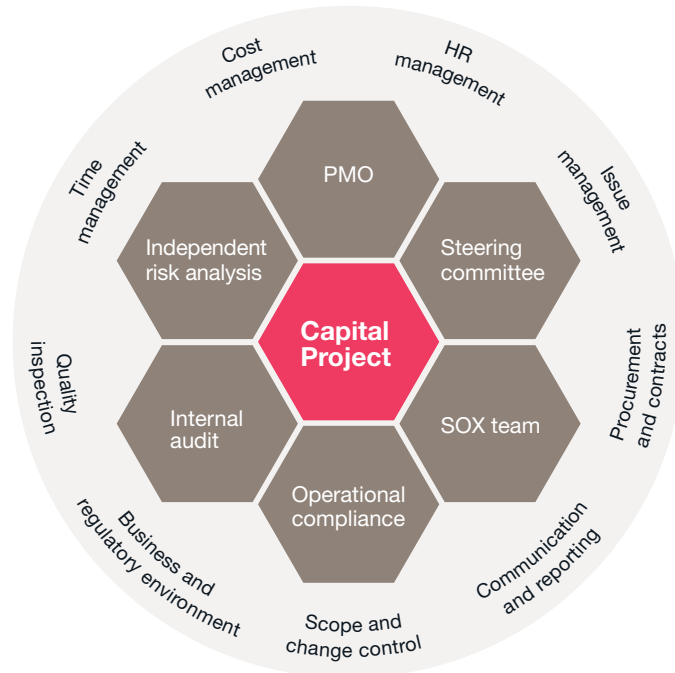 Cost
management
HR
management
Time
management
Issue
management
PMO
Independent
risk analysis
Steering
committee
Capital
Project
Quality
inspection
Procurement
and contracts
Internal
audit
SOX team
Operational
compliance
Business and
regulatory environment
Communication
and reporting
Scope and
change control